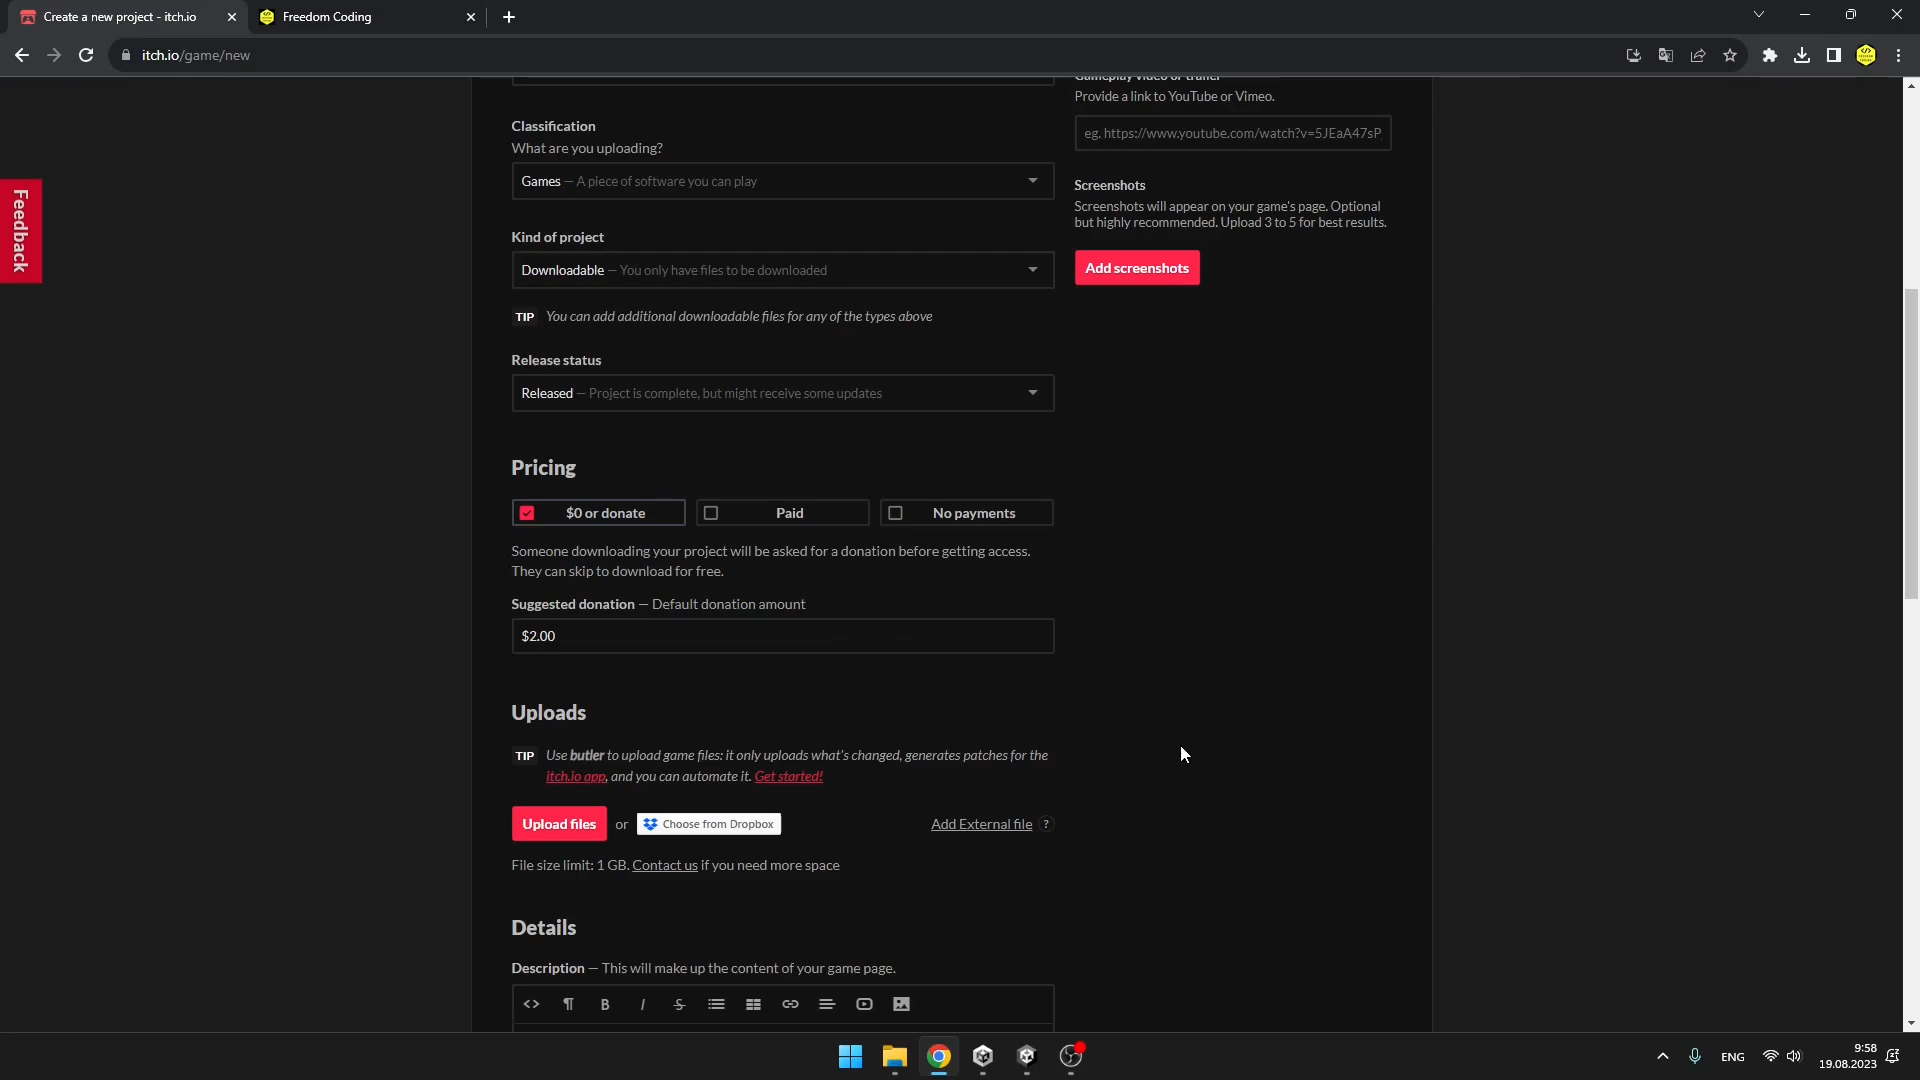 Create a new project - itch.io
Freedom Coding
itch.io/game/new
Gameplay video or trailer
Provide a link to YouTube or Vimeo.
eg. https://www.youtube.com/watch?v=5JEaA47sP
Classification
What are you uploading?
Games — A piece of software you can play
Screenshots
Screenshots will appear on your game's page. Optional
but highly recommended. Upload 3 to 5 for best results.
Add screenshots
Feedback
Kind of project
Downloadable — You only have files to be downloaded
TIP You can add additional downloadable files for any of the types above
Release status
Released — Project is complete, but might receive some updates
Pricing
$0 or donate
Paid
No payments
Someone downloading your project will be asked for a donation before getting access.
They can skip to download for free.
Suggested donation — Default donation amount
$2.00
Uploads
TIP Use butler to upload game files: it only uploads what's changed, generates patches for the
itch.io app, and you can automate it. Get started!
Upload files or Choose from Dropbox
Add External file ?
File size limit: 1 GB. Contact us if you need more space
Details
Description — This will make up the content of your game page.
ENG
9:58
19.08.2023